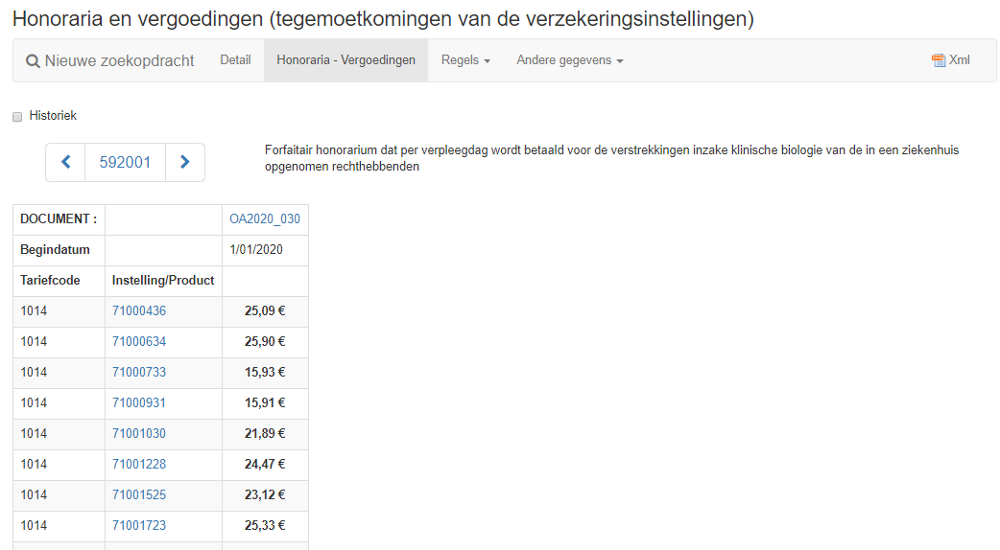 Honoraria en vergoedingen (tegemoetkomingen van de verzekeringsinstellingen)
Nieuwe zoekopdracht Detail Honoraria - Vergoedingen Regels Andere gegevens Xml
Historiek
592001
Forfaitair honorarium dat per verpleegdag wordt betaald voor de verstrekkingen inzake klinische biologie van de in een ziekenhuis
opgenomen rechthebbenden
DOCUMENT : OA2020_030
Begindatum 1/01/2020
Tariefcode Instelling/Product
1014 71000436 25,09 €
1014 71000634 25,90 €
1014 71000733 15,93 €
1014 71000931 15,91 €
1014 71001030 21,89 €
1014 71001228 24,47 €
1014 71001525 23,12 €
1014 71001723 25,33 €